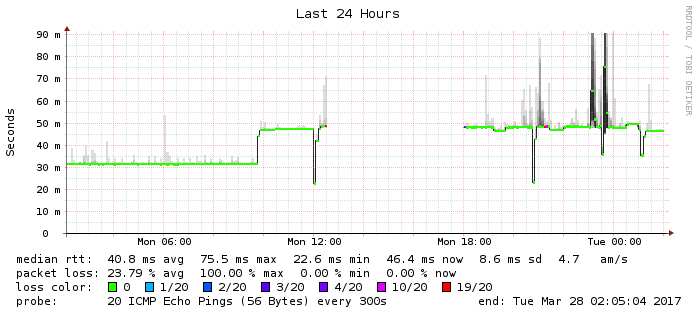 Last 24 Hours
RRDTOOL / TOBI OETIKER
Seconds
90 m
80 m
70 m
60 m
50 m
40 m
30 m
20 m
10 m
0
Mon 06:00 Mon 12:00 Mon 18:00 Tue 00:00
median rtt: 40.8 ms avg 75.5 ms max 22.6 ms min 46.4 ms now 8.6 ms sd 4.7 am/s
packet loss: 23.79 % avg 100.00 % max 0.00 % min 0.00 % now
loss color: 0 1/20 2/20 3/20 4/20 10/20 19/20
probe: 20 ICMP Echo Pings (56 Bytes) every 300s end: Tue Mar 28 02:05:04 2017